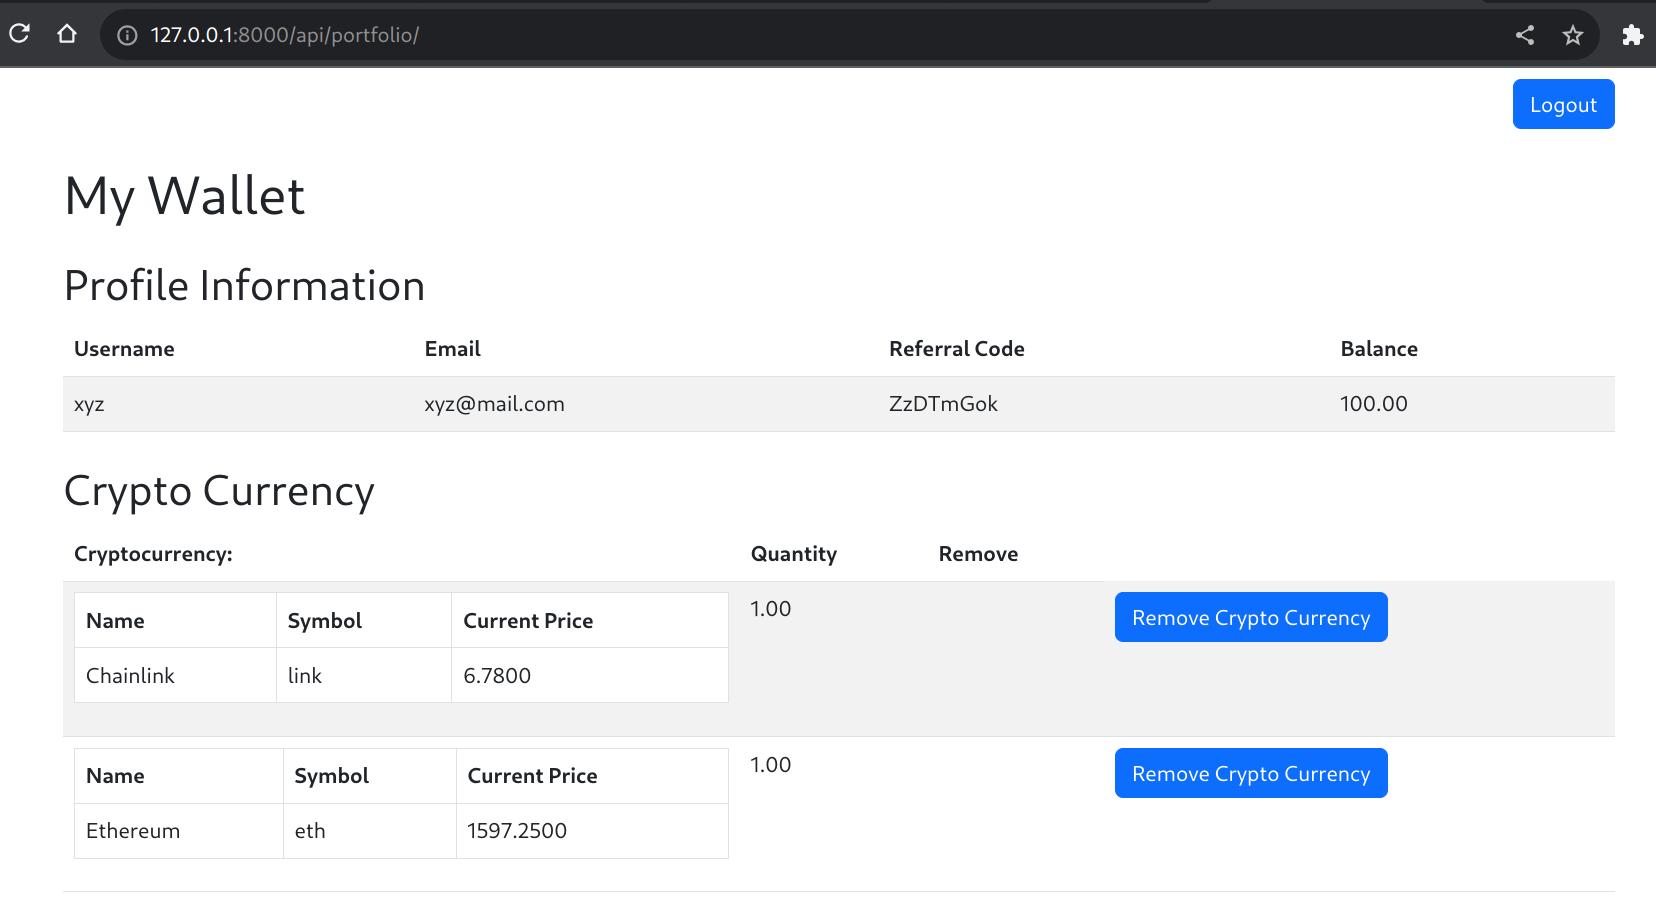 127.0.0.1:8000/api/portfolio/
Logout
My Wallet
Profile Information
Username Email Referral Code Balance
xyz xyz@mail.com ZzDTmGok 100.00
Crypto Currency
Cryptocurrency: Quantity Remove
Name Symbol Current Price 1.00 Remove Crypto Currency
Chainlink link 6.7800
Name Symbol Current Price 1.00 Remove Crypto Currency
Ethereum eth 1597.2500